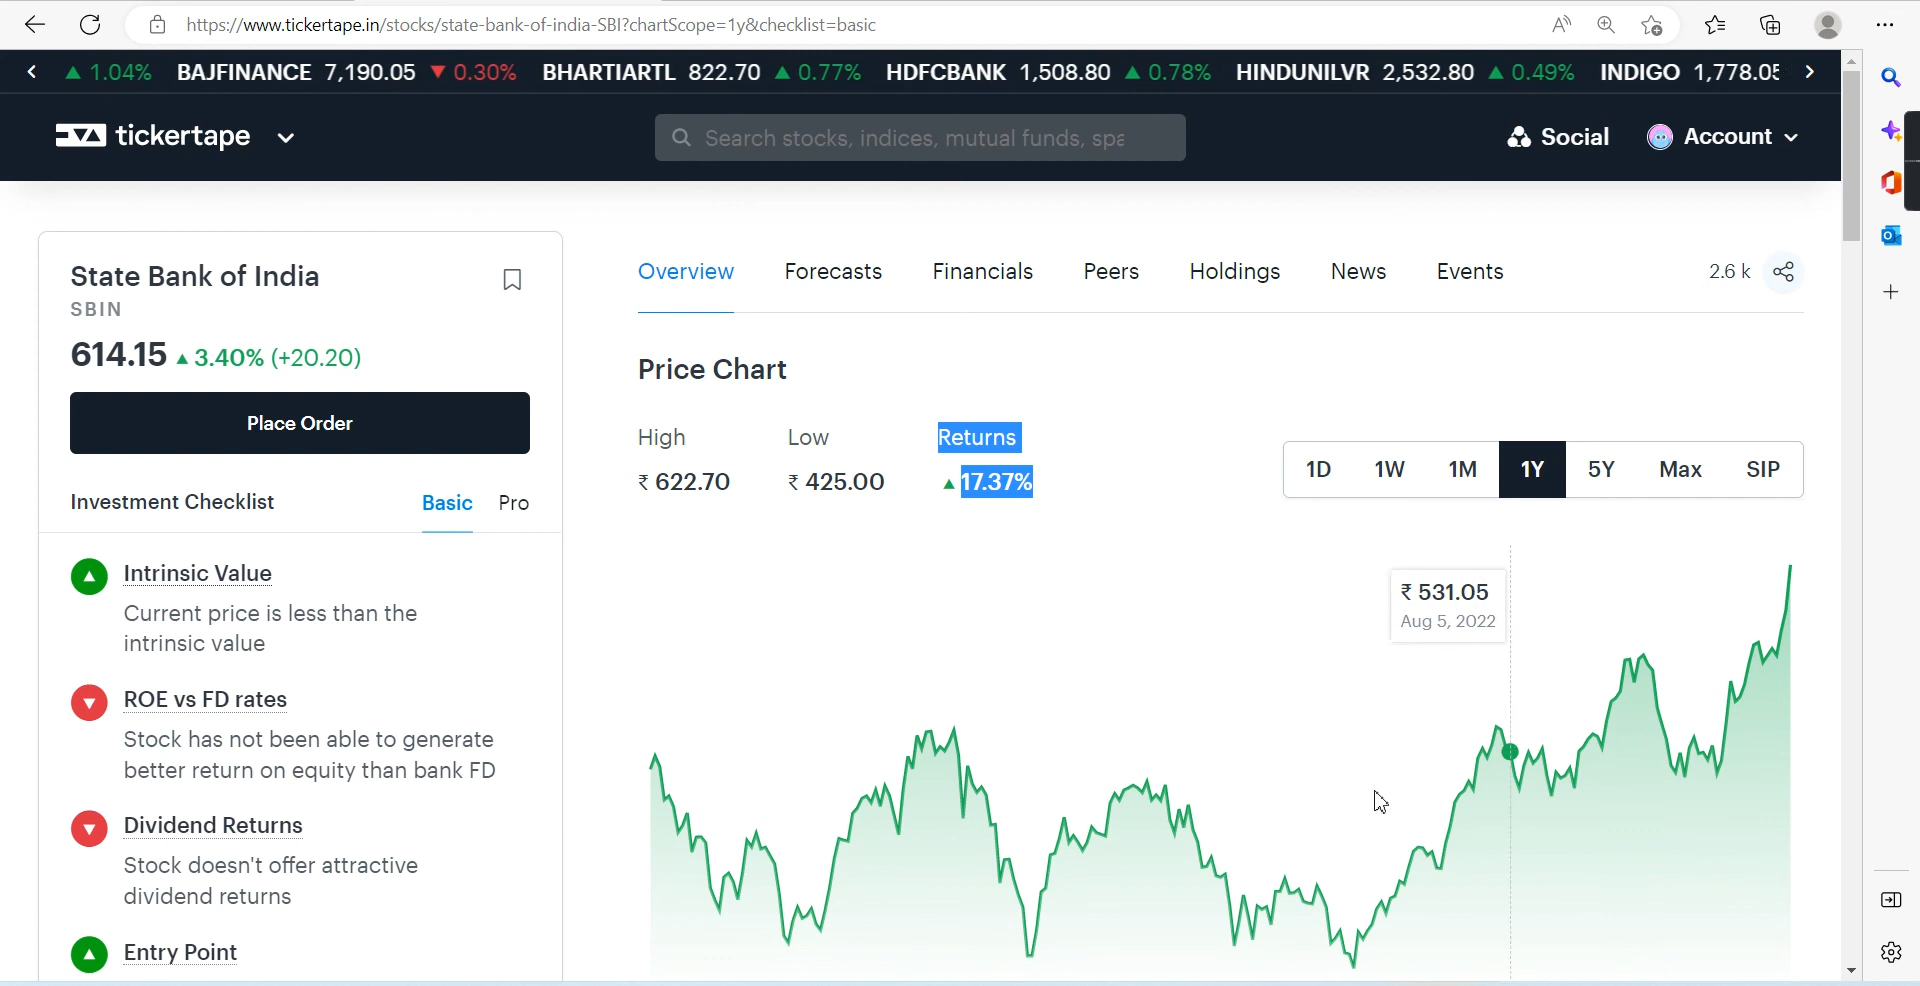 https://www.tickertape.in/stocks/state-bank-of-india-SBI?chartScope=1y&checklist=basic
1.04% BAJFINANCE 7,190.05 0.30% BHARTIARTL 822.70 0.77% HDFCBANK 1,508.80 0.78% HINDUNILVR 2,532.80 0.49% INDIGO 1,778.05
tickertape
Search stocks, indices, mutual funds, spa
Social
Account
State Bank of India
SBIN
614.15 ▲ 3.40% (+20.20)
Place Order
Investment Checklist
Basic
Pro
Intrinsic Value
Current price is less than the
intrinsic value
ROE vs FD rates
Stock has not been able to generate
better return on equity than bank FD
Dividend Returns
Stock doesn't offer attractive
dividend returns
Entry Point
Overview Forecasts Financials Peers Holdings News Events
2.6 k
Price Chart
High Low Returns
₹ 622.70 ₹ 425.00 ▲ 17.37%
1D 1W 1M 1Y 5Y Max SIP
₹ 531.05
Aug 5, 2022